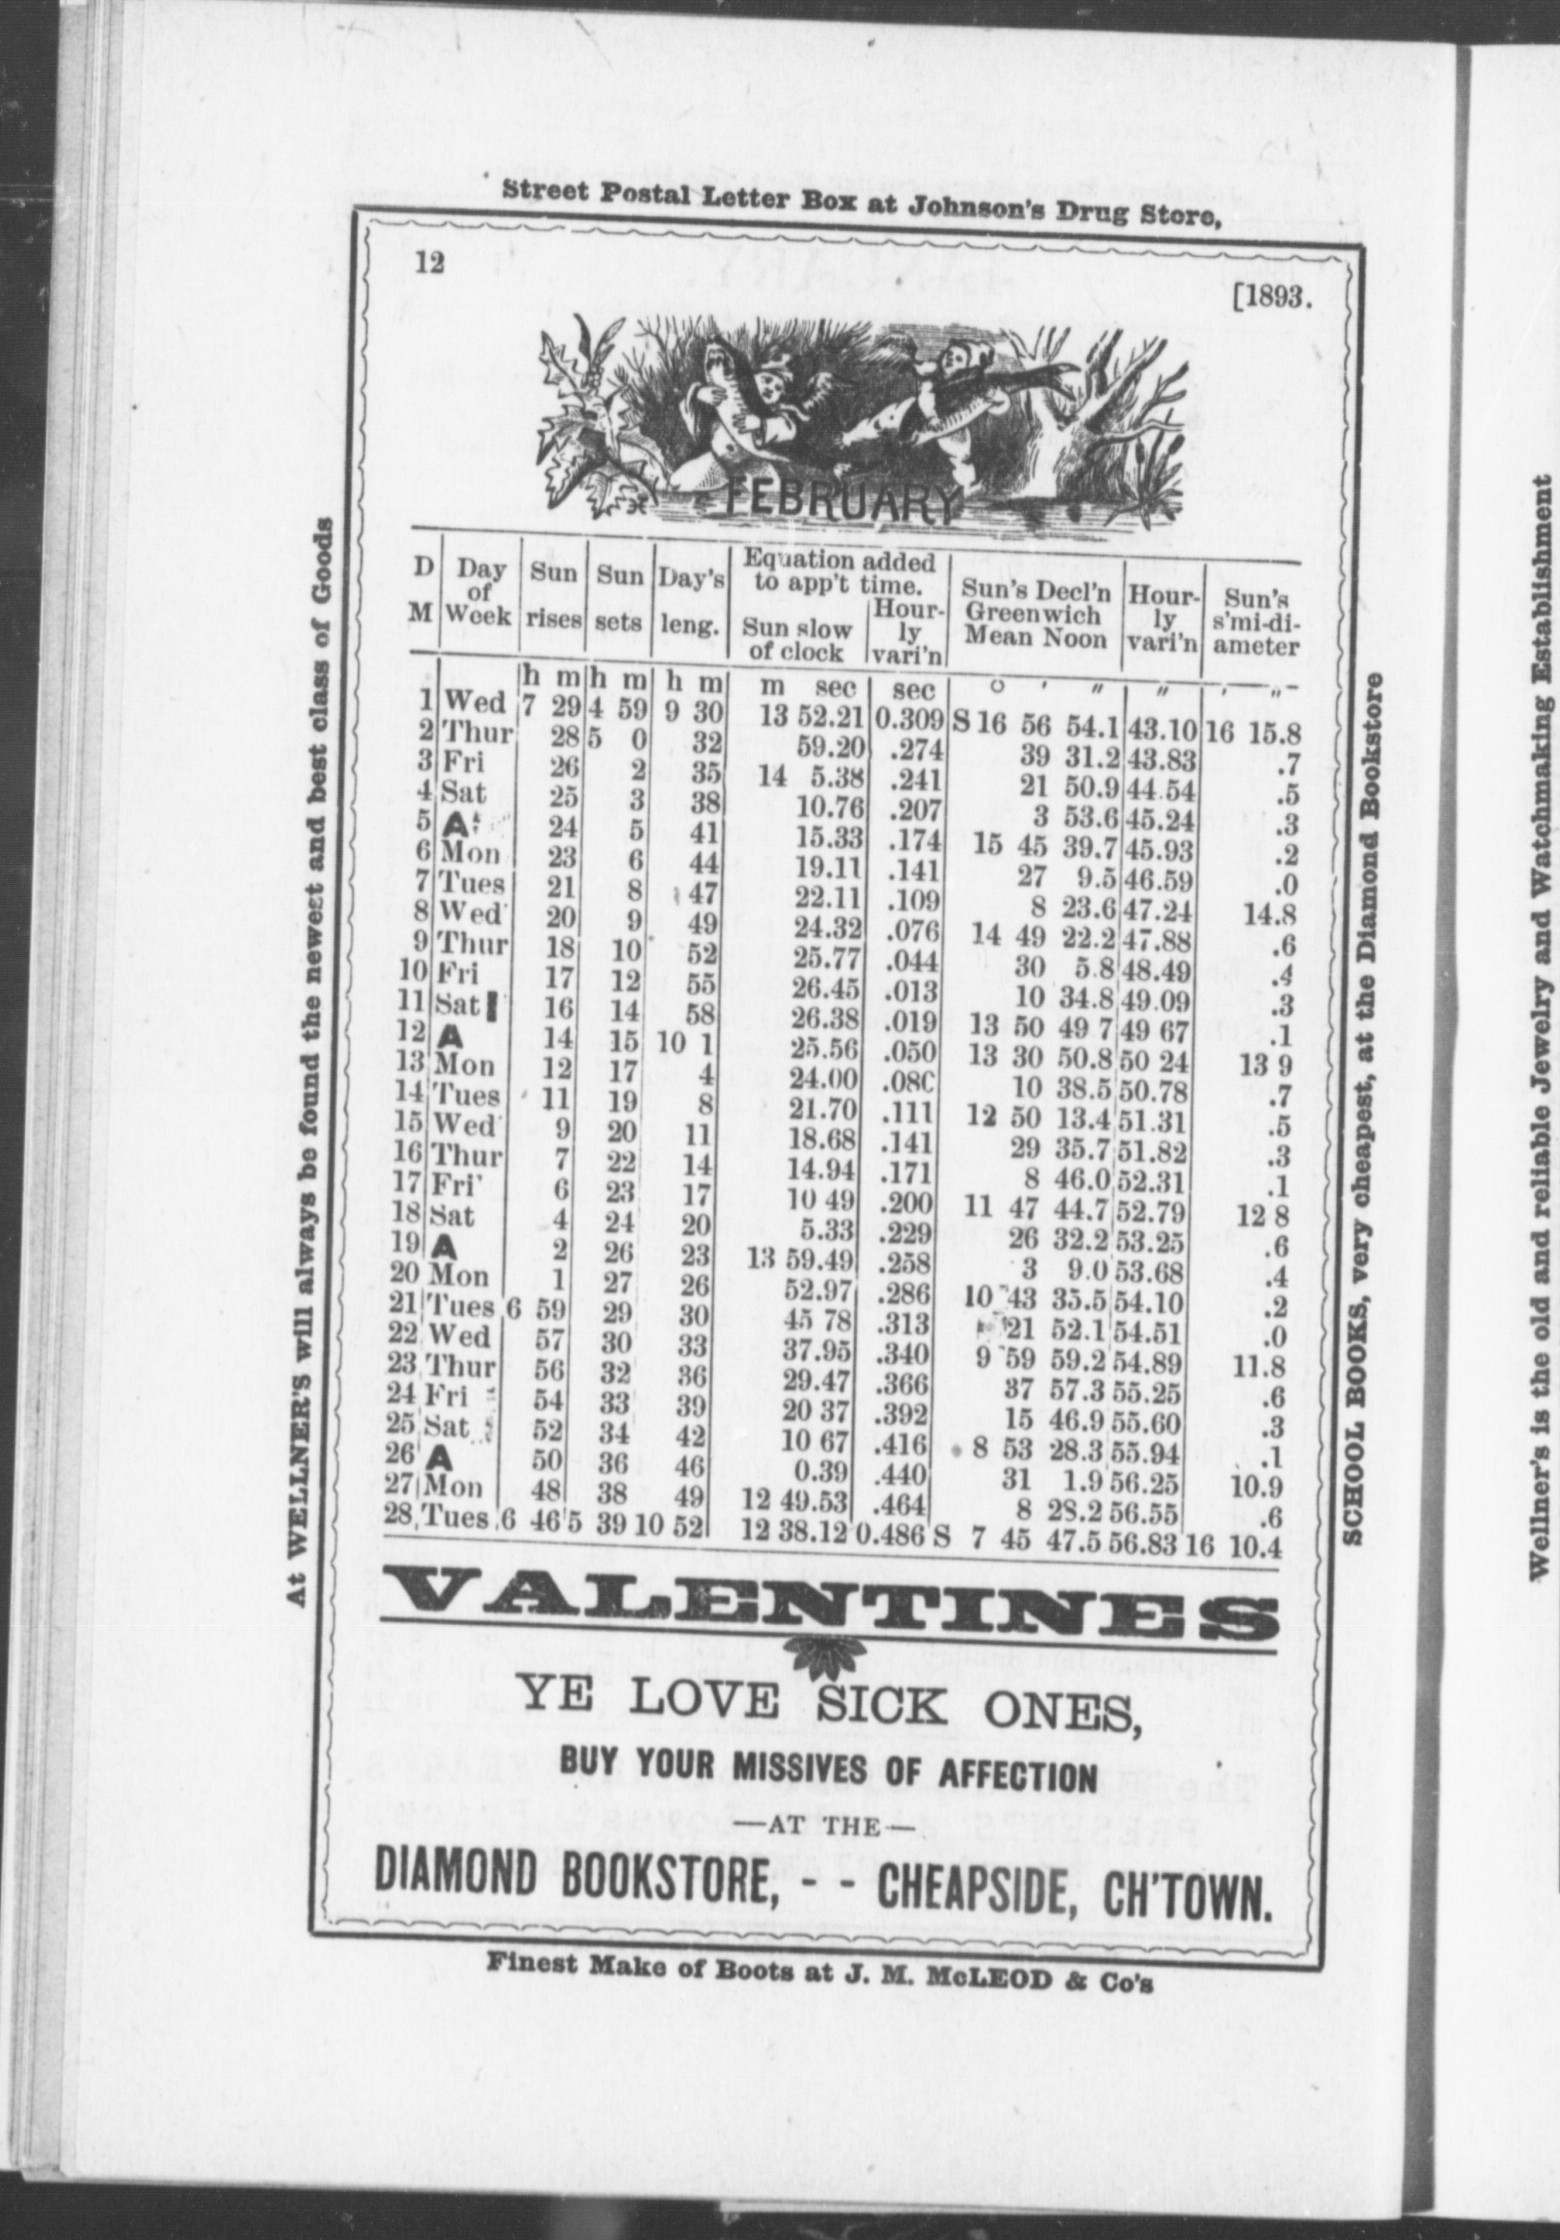 Street Postal Letter Box at Johnson's Drug Store,
12
[1893.
FEBRUARY
D M | Day of Week | Sun rises | Sun sets | Day's leng. | Equation added to app't time. Sun slow of clock | Hour-ly vari'n | Sun's Decl'n Greenwich Mean Noon | Hour-ly vari'n | Sun's s'mi-di-ameter
h m | h m | h m | m sec | sec | ○ ' " | " | ' "
1 Wed 7 29 4 59 9 30 13 52.21 0.309 S 16 56 54.1 43.10 16 15.8
2 Thur 28 5 0 32 59.20 .274 39 31.2 43.83 .7
3 Fri 26 2 35 14 5.38 .241 21 50.9 44.54 .5
4 Sat 25 3 38 10.76 .207 3 53.6 45.24 .3
5 A 24 5 41 15.33 .174 15 45 39.7 45.93 .2
6 Mon 23 6 44 19.11 .141 27 9.5 46.59 .0
7 Tues 21 8 47 22.11 .109 8 23.6 47.24 14.8
8 Wed 20 9 49 24.32 .076 14 49 22.2 47.88 .6
9 Thur 18 10 52 25.77 .044 30 5.8 48.49 .4
10 Fri 17 12 55 26.45 .013 10 34.8 49.09 .3
11 Sat 16 14 58 26.38 .019 13 50 49 7 49 67 .1
12 A 14 15 10 1 25.56 .050 13 30 50.8 50 24 13 9
13 Mon 12 17 4 24.00 .080 10 38.5 50.78 .7
14 Tues 11 19 8 21.70 .111 12 50 13.4 51.31 .5
15 Wed 9 20 11 18.68 .141 29 35.7 51.82 .3
16 Thur 7 22 14 14.94 .171 8 46.0 52.31 .1
17 Fri 6 23 17 10 49 .200 11 47 44.7 52.79 12 8
18 Sat 4 24 20 5.33 .229 26 32.2 53.25 .6
19 A 2 26 23 13 59.49 .258 3 9.0 53.68 .4
20 Mon 1 27 26 52.97 .286 10 43 35.5 54.10 .2
21 Tues 6 59 29 30 45 78 .313 21 52.1 54.51 .0
22 Wed 57 30 33 37.95 .340 9 59 59.2 54.89 11.8
23 Thur 56 32 36 29.47 .366 37 57.3 55.25 .6
24 Fri 54 33 39 20 37 .392 15 46.9 55.60 .3
25 Sat 52 34 42 10 67 .416 8 53 28.3 55.94 .1
26 A 50 36 46 0.39 .440 31 1.9 56.25 10.9
27 Mon 48 38 49 12 49.53 .464 8 28.2 56.55 .6
28 Tues 6 46 5 39 10 52 12 38.12 0.486 S 7 45 47.5 56.83 16 10.4
VALENTINES
YE LOVE SICK ONES,
BUY YOUR MISSIVES OF AFFECTION
—AT THE—
DIAMOND BOOKSTORE, - - CHEAPSIDE, CH'TOWN.
Finest Make of Boots at J. M. McLEOD & Co's
At WELLNER'S will always be found the newest and best class of Goods
SCHOOL BOOKS, very cheapest, at the Diamond Bookstore
Wellner's is the old and reliable Jewelry and Watchmaking Establishment